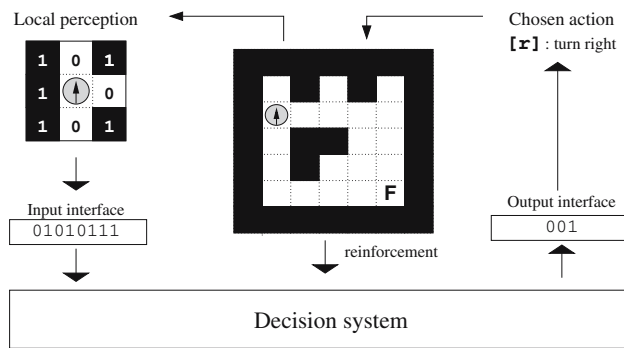 Local perception
Chosen action
[r] : turn right
1 0 1
1 0
1 0 1
F
Input interface
01010111
reinforcement
Output interface
001
Decision system